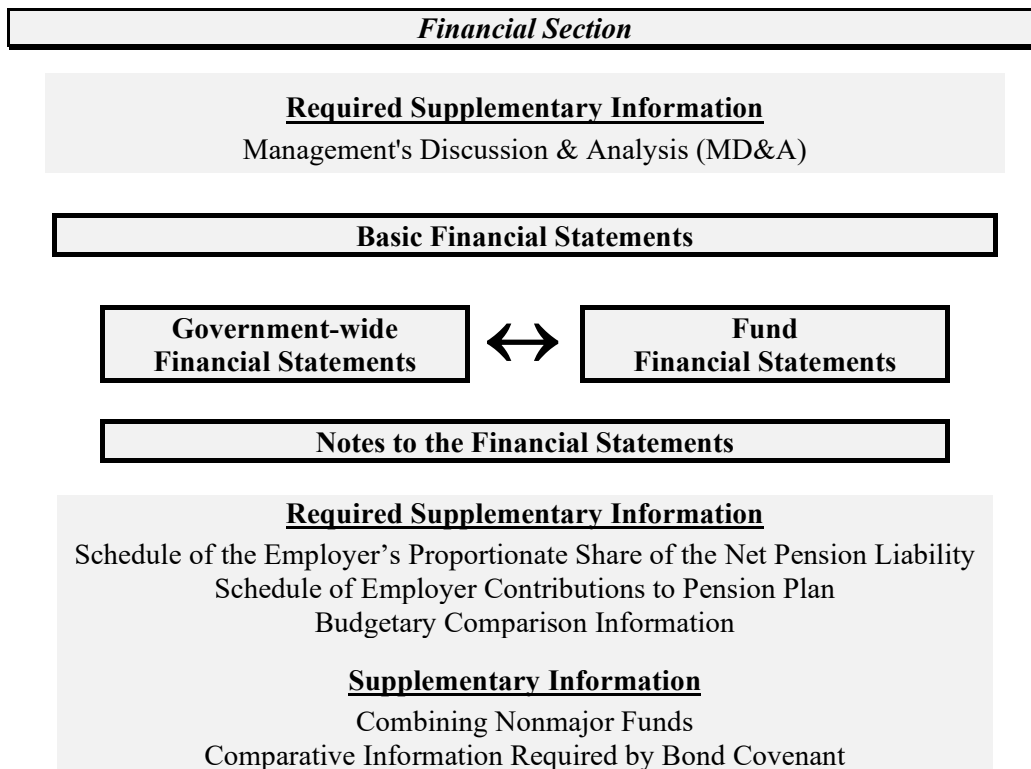 Financial Section
Required Supplementary Information
Management's Discussion & Analysis (MD&A)
Basic Financial Statements
Government-wide
Financial Statements
↔
Fund
Financial Statements
Notes to the Financial Statements
Required Supplementary Information
Schedule of the Employer’s Proportionate Share of the Net Pension Liability
Schedule of Employer Contributions to Pension Plan
Budgetary Comparison Information
Supplementary Information
Combining Nonmajor Funds
Comparative Information Required by Bond Covenant